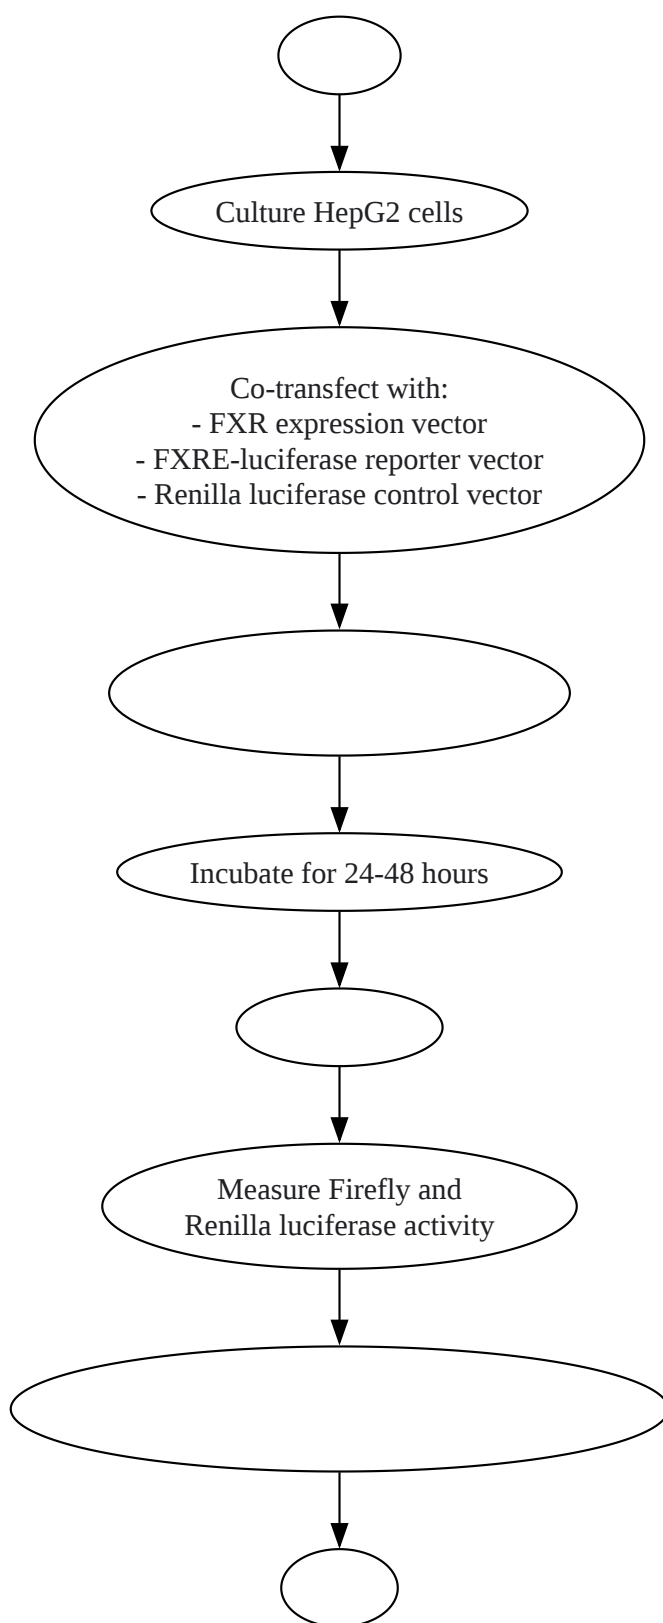 Culture HepG2 cells
Co-transfect with:
- FXR expression vector
- FXRE-luciferase reporter vector
- Renilla luciferase control vector
Incubate for 24-48 hours
Measure Firefly and
Renilla luciferase activity